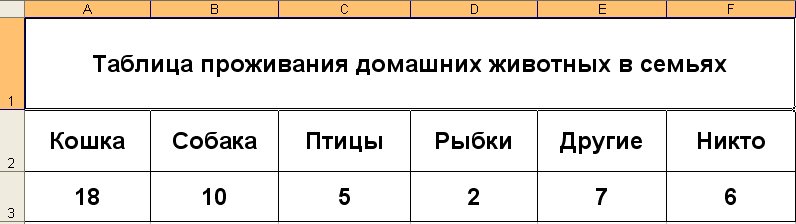 A B C D E F
1 Таблица проживания домашних животных в семьях
2 Кошка Собака Птицы Рыбки Другие Никто
3 18 10 5 2 7 6